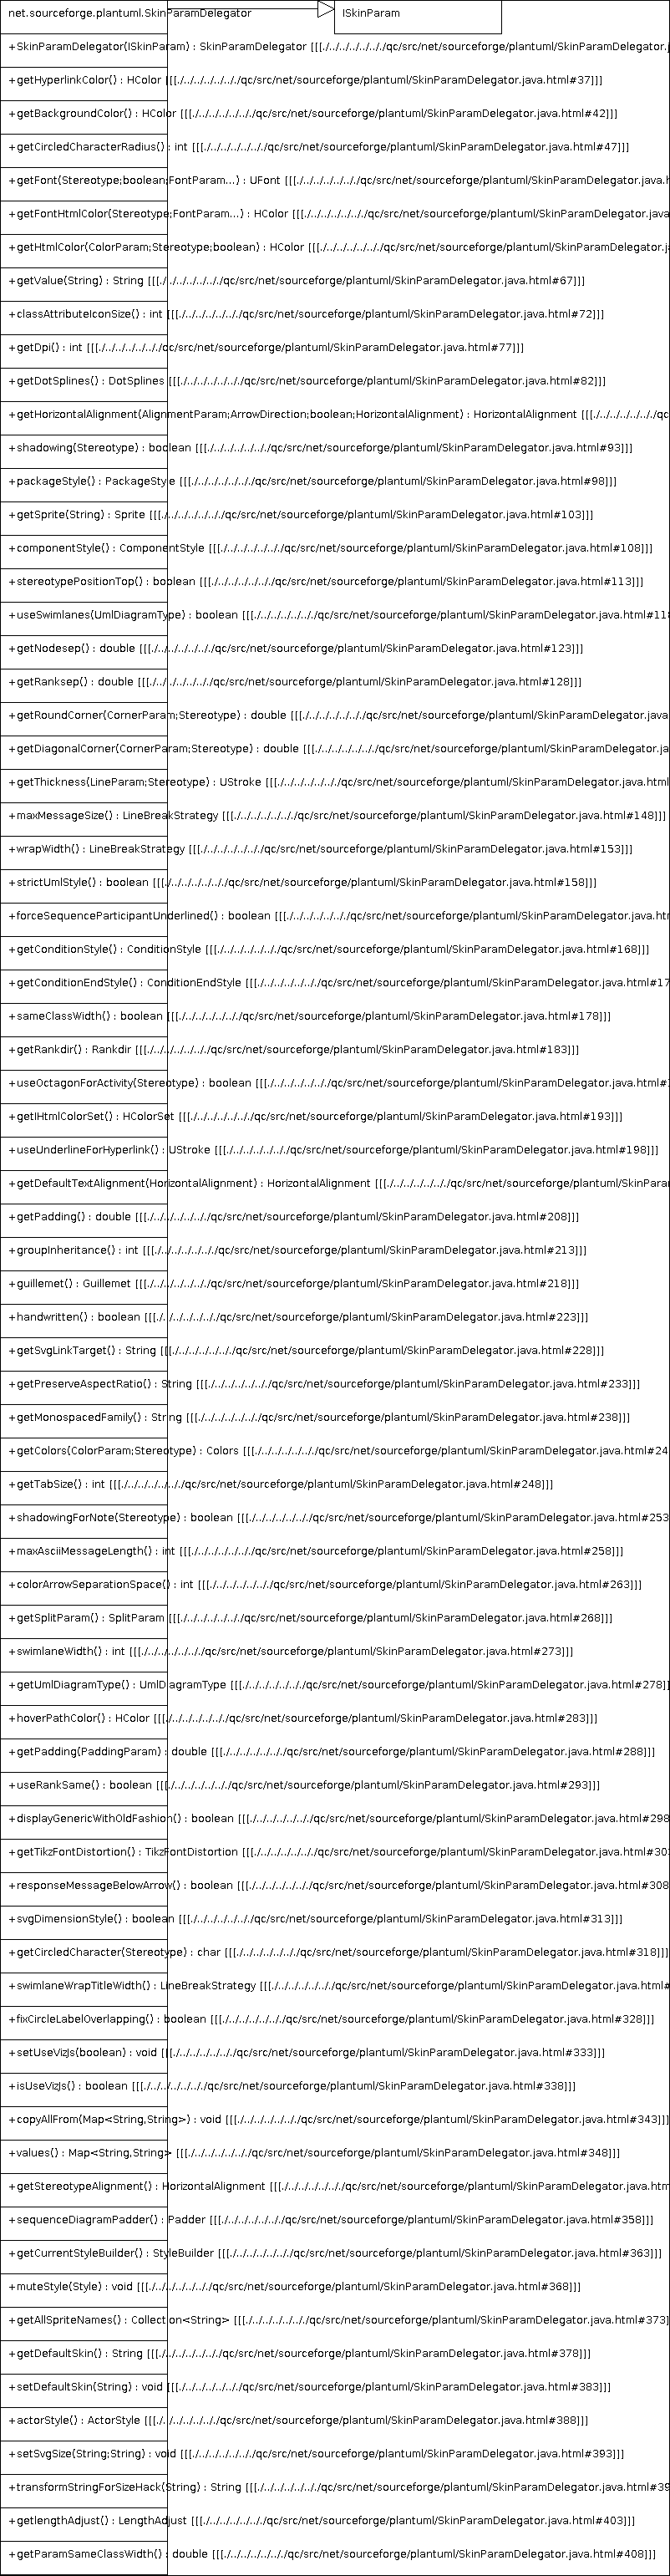 net.sourceforge.plantuml.SkinParamDelegator
ISkinParam
+SkinParamDelegator(ISkinParam) : SkinParamDelegator [[[./../../../../../qc/src/net/sourceforge/plantuml/SkinParamDelegator.j
+getHyperlinkColor() : HColor [[[./../../../../../qc/src/net/sourceforge/plantuml/SkinParamDelegator.java.html#37]]]
+getBackgroundColor() : HColor [[[./../../../../../qc/src/net/sourceforge/plantuml/SkinParamDelegator.java.html#42]]]
+getCircledCharacterRadius() : int [[[./../../../../../qc/src/net/sourceforge/plantuml/SkinParamDelegator.java.html#47]]]
+getFont(Stereotype;boolean;FontParam...) : UFont [[[./../../../../../qc/src/net/sourceforge/plantuml/SkinParamDelegator.java.h
+getFontHtmlColor(Stereotype;FontParam...) : HColor [[[./../../../../../qc/src/net/sourceforge/plantuml/SkinParamDelegator.java
+getHtmlColor(ColorParam;Stereotype;boolean) : HColor [[[./../../../../../qc/src/net/sourceforge/plantuml/SkinParamDelegator.j
+getValue(String) : String [[[./../../../../../qc/src/net/sourceforge/plantuml/SkinParamDelegator.java.html#67]]]
+classAttributeIconSize() : int [[[./../../../../../qc/src/net/sourceforge/plantuml/SkinParamDelegator.java.html#72]]]
+getDpi() : int [[[./../../../../../qc/src/net/sourceforge/plantuml/SkinParamDelegator.java.html#77]]]
+getDotSplines() : DotSplines [[[./../../../../../qc/src/net/sourceforge/plantuml/SkinParamDelegator.java.html#82]]]
+getHorizontalAlignment(AlignmentParam;ArrowDirection;boolean;HorizontalAlignment) : HorizontalAlignment [[[./../../../../../qc
+shadowing(Stereotype) : boolean [[[./../../../../../qc/src/net/sourceforge/plantuml/SkinParamDelegator.java.html#93]]]
+packageStyle() : PackageStyle [[[./../../../../../qc/src/net/sourceforge/plantuml/SkinParamDelegator.java.html#98]]]
+getSprite(String) : Sprite [[[./../../../../../qc/src/net/sourceforge/plantuml/SkinParamDelegator.java.html#103]]]
+componentStyle() : ComponentStyle [[[./../../../../../qc/src/net/sourceforge/plantuml/SkinParamDelegator.java.html#108]]]
+stereotypePositionTop() : boolean [[[./../../../../../qc/src/net/sourceforge/plantuml/SkinParamDelegator.java.html#113]]]
+useSwimlanes(UmlDiagramType) : boolean [[[./../../../../../qc/src/net/sourceforge/plantuml/SkinParamDelegator.java.html#118
+getNodesep() : double [[[./../../../../../qc/src/net/sourceforge/plantuml/SkinParamDelegator.java.html#123]]]
+getRanksep() : double [[[./../../../../../qc/src/net/sourceforge/plantuml/SkinParamDelegator.java.html#128]]]
+getRoundCorner(CornerParam;Stereotype) : double [[[./../../../../../qc/src/net/sourceforge/plantuml/SkinParamDelegator.java
+getDiagonalCorner(CornerParam;Stereotype) : double [[[./../../../../../qc/src/net/sourceforge/plantuml/SkinParamDelegator.ja
+getThickness(LineParam;Stereotype) : UStroke [[[./../../../../../qc/src/net/sourceforge/plantuml/SkinParamDelegator.java.html
+maxMessageSize() : LineBreakStrategy [[[./../../../../../qc/src/net/sourceforge/plantuml/SkinParamDelegator.java.html#148]]]
+wrapWidth() : LineBreakStrategy [[[./../../../../../qc/src/net/sourceforge/plantuml/SkinParamDelegator.java.html#153]]]
+strictUmlStyle() : boolean [[[./../../../../../qc/src/net/sourceforge/plantuml/SkinParamDelegator.java.html#158]]]
+forceSequenceParticipantUnderlined() : boolean [[[./../../../../../qc/src/net/sourceforge/plantuml/SkinParamDelegator.java.htm
+getConditionStyle() : ConditionStyle [[[./../../../../../qc/src/net/sourceforge/plantuml/SkinParamDelegator.java.html#168]]]
+getConditionEndStyle() : ConditionEndStyle [[[./../../../../../qc/src/net/sourceforge/plantuml/SkinParamDelegator.java.html#17
+sameClassWidth() : boolean [[[./../../../../../qc/src/net/sourceforge/plantuml/SkinParamDelegator.java.html#178]]]
+getRankdir() : Rankdir [[[./../../../../../qc/src/net/sourceforge/plantuml/SkinParamDelegator.java.html#183]]]
+useOctagonForActivity(Stereotype) : boolean [[[./../../../../../qc/src/net/sourceforge/plantuml/SkinParamDelegator.java.html#1
+getIHtmlColorSet() : HColorSet [[[./../../../../../qc/src/net/sourceforge/plantuml/SkinParamDelegator.java.html#193]]]
+useUnderlineForHyperlink() : UStroke [[[./../../../../../qc/src/net/sourceforge/plantuml/SkinParamDelegator.java.html#198]]]
+getDefaultTextAlignment(HorizontalAlignment) : HorizontalAlignment [[[./../../../../../qc/src/net/sourceforge/plantuml/SkinParam
+getPadding() : double [[[./../../../../../qc/src/net/sourceforge/plantuml/SkinParamDelegator.java.html#208]]]
+groupInheritance() : int [[[./../../../../../qc/src/net/sourceforge/plantuml/SkinParamDelegator.java.html#213]]]
+guillemet() : Guillemet [[[./../../../../../qc/src/net/sourceforge/plantuml/SkinParamDelegator.java.html#218]]]
+handwritten() : boolean [[[./../../../../../qc/src/net/sourceforge/plantuml/SkinParamDelegator.java.html#223]]]
+getSvgLinkTarget() : String [[[./../../../../../qc/src/net/sourceforge/plantuml/SkinParamDelegator.java.html#228]]]
+getPreserveAspectRatio() : String [[[./../../../../../qc/src/net/sourceforge/plantuml/SkinParamDelegator.java.html#233]]]
+getMonospacedFamily() : String [[[./../../../../../qc/src/net/sourceforge/plantuml/SkinParamDelegator.java.html#238]]]
+getColors(ColorParam;Stereotype) : Colors [[[./../../../../../qc/src/net/sourceforge/plantuml/SkinParamDelegator.java.html#24
+getTabSize() : int [[[./../../../../../qc/src/net/sourceforge/plantuml/SkinParamDelegator.java.html#248]]]
+shadowingForNote(Stereotype) : boolean [[[./../../../../../qc/src/net/sourceforge/plantuml/SkinParamDelegator.java.html#253
+maxAsciiMessageLength() : int [[[./../../../../../qc/src/net/sourceforge/plantuml/SkinParamDelegator.java.html#258]]]
+colorArrowSeparationSpace() : int [[[./../../../../../qc/src/net/sourceforge/plantuml/SkinParamDelegator.java.html#263]]]
+getSplitParam() : SplitParam [[[./../../../../../qc/src/net/sourceforge/plantuml/SkinParamDelegator.java.html#268]]]
+swimlaneWidth() : int [[[./../../../../../qc/src/net/sourceforge/plantuml/SkinParamDelegator.java.html#273]]]
+getUmlDiagramType() : UmlDiagramType [[[./../../../../../qc/src/net/sourceforge/plantuml/SkinParamDelegator.java.html#278]]
+hoverPathColor() : HColor [[[./../../../../../qc/src/net/sourceforge/plantuml/SkinParamDelegator.java.html#283]]]
+getPadding(PaddingParam) : double [[[./../../../../../qc/src/net/sourceforge/plantuml/SkinParamDelegator.java.html#288]]]
+useRankSame() : boolean [[[./../../../../../qc/src/net/sourceforge/plantuml/SkinParamDelegator.java.html#293]]]
+displayGenericWithOldFashion() : boolean [[[./../../../../../qc/src/net/sourceforge/plantuml/SkinParamDelegator.java.html#298
+getTikzFontDistortion() : TikzFontDistortion [[[./../../../../../qc/src/net/sourceforge/plantuml/SkinParamDelegator.java.html#303
+responseMessageBelowArrow() : boolean [[[./../../../../../qc/src/net/sourceforge/plantuml/SkinParamDelegator.java.html#308
+svgDimensionStyle() : boolean [[[./../../../../../qc/src/net/sourceforge/plantuml/SkinParamDelegator.java.html#313]]]
+getCircledCharacter(Stereotype) : char [[[./../../../../../qc/src/net/sourceforge/plantuml/SkinParamDelegator.java.html#318]]]
+swimlaneWrapTitleWidth() : LineBreakStrategy [[[./../../../../../qc/src/net/sourceforge/plantuml/SkinParamDelegator.java.html#
+fixCircleLabelOverlapping() : boolean [[[./../../../../../qc/src/net/sourceforge/plantuml/SkinParamDelegator.java.html#328]]]
+setUseVizJs(boolean) : void [[[./../../../../../qc/src/net/sourceforge/plantuml/SkinParamDelegator.java.html#333]]]
+isUseVizJs() : boolean [[[./../../../../../qc/src/net/sourceforge/plantuml/SkinParamDelegator.java.html#338]]]
+copyAllFrom(Map<String,String>) : void [[[./../../../../../qc/src/net/sourceforge/plantuml/SkinParamDelegator.java.html#343]]]
+values() : Map<String,String> [[[./../../../../../qc/src/net/sourceforge/plantuml/SkinParamDelegator.java.html#348]]]
+getStereotypeAlignment() : HorizontalAlignment [[[./../../../../../qc/src/net/sourceforge/plantuml/SkinParamDelegator.java.htm
+sequenceDiagramPadder() : Padder [[[./../../../../../qc/src/net/sourceforge/plantuml/SkinParamDelegator.java.html#358]]]
+getCurrentStyleBuilder() : StyleBuilder [[[./../../../../../qc/src/net/sourceforge/plantuml/SkinParamDelegator.java.html#363]]]
+muteStyle(Style) : void [[[./../../../../../qc/src/net/sourceforge/plantuml/SkinParamDelegator.java.html#368]]]
+getAllSpriteNames() : Collection<String> [[[./../../../../../qc/src/net/sourceforge/plantuml/SkinParamDelegator.java.html#373]
+getDefaultSkin() : String [[[./../../../../../qc/src/net/sourceforge/plantuml/SkinParamDelegator.java.html#378]]]
+setDefaultSkin(String) : void [[[./../../../../../qc/src/net/sourceforge/plantuml/SkinParamDelegator.java.html#383]]]
+actorStyle() : ActorStyle [[[./../../../../../qc/src/net/sourceforge/plantuml/SkinParamDelegator.java.html#388]]]
+setSvgSize(String;String) : void [[[./../../../../../qc/src/net/sourceforge/plantuml/SkinParamDelegator.java.html#393]]]
+transformStringForSizeHack(String) : String [[[./../../../../../qc/src/net/sourceforge/plantuml/SkinParamDelegator.java.html#39
+getlengthAdjust() : LengthAdjust [[[./../../../../../qc/src/net/sourceforge/plantuml/SkinParamDelegator.java.html#403]]]
+getParamSameClassWidth() : double [[[./../../../../../qc/src/net/sourceforge/plantuml/SkinParamDelegator.java.html#408]]]